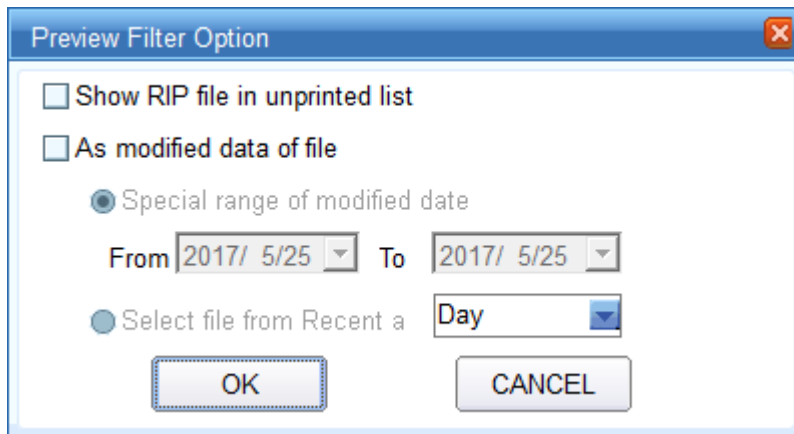 Preview Filter Option
Show RIP file in unprinted list
As modified data of file
Special range of modified date
From 2017/ 5/25 To 2017/ 5/25
Select file from Recent a Day
OK CANCEL